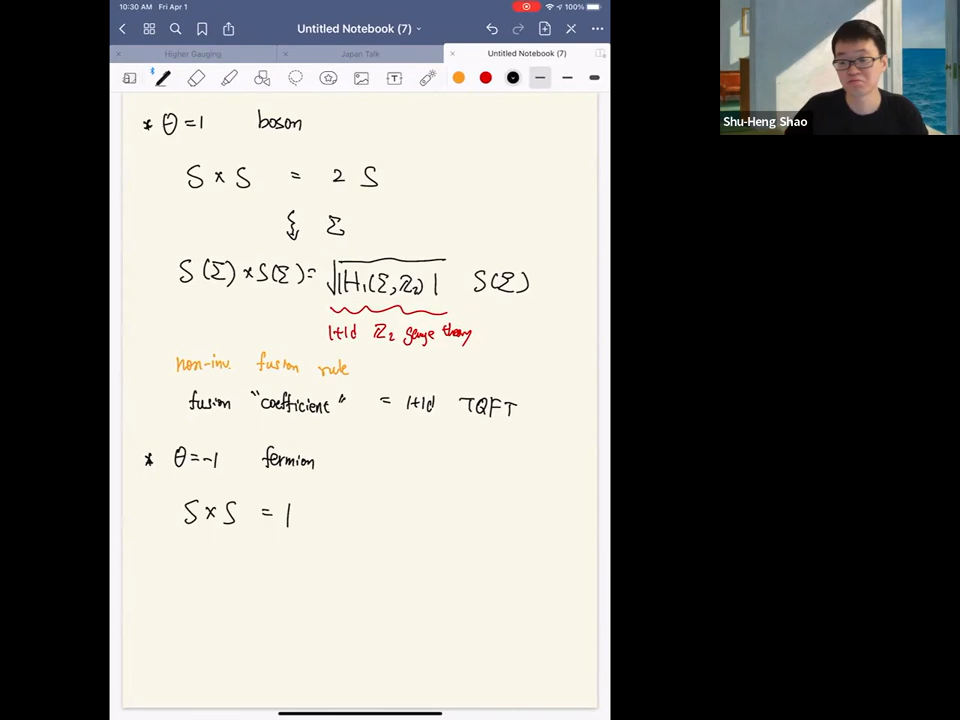 10:30 AM Fri Apr 1
100%
Untitled Notebook (7)
Higher Gauging
Japan Talk
Untitled Notebook (7)
Shu-Heng Shao
* θ = 1 boson
S × S = 2 S
⇝ Σ
S(Σ) × S(Σ) = √|H₁(Σ, ℤ₂)| S(Σ)
1+1d ℤ₂ gauge theory
non-inv. fusion rule
fusion "coefficient" = 1+1d TQFT
* θ = -1 fermion
S × S = 1